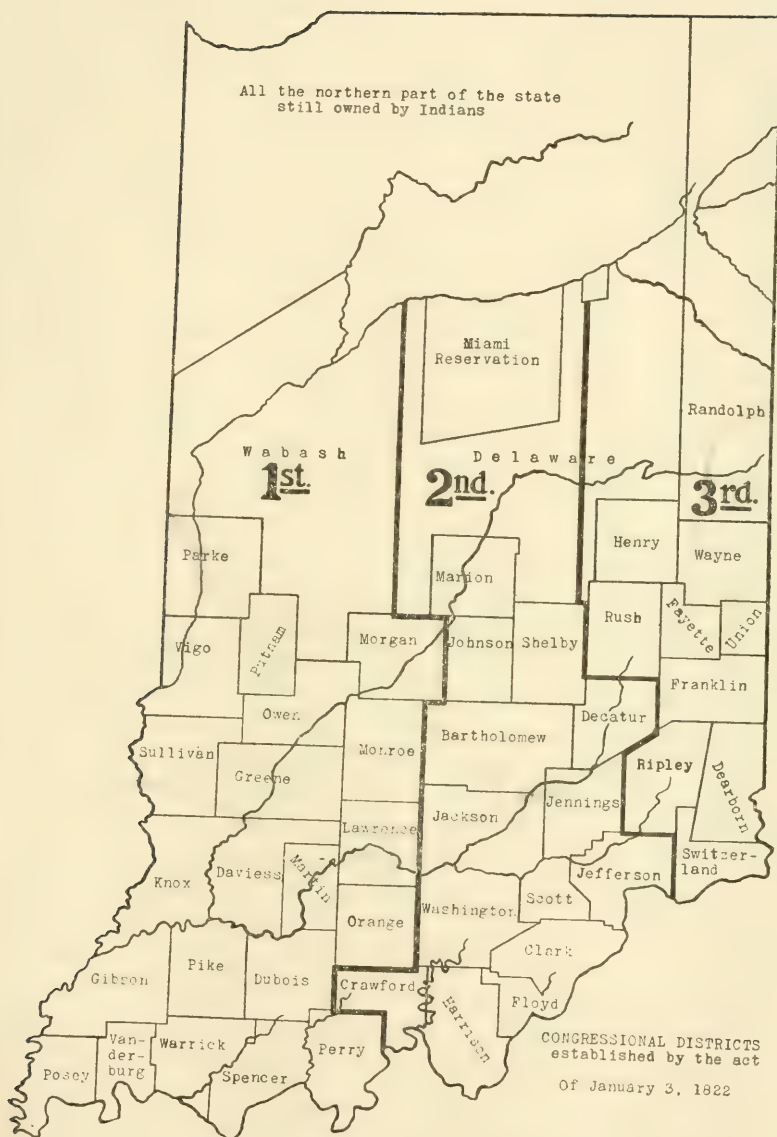 All the northern part of the state
still owned by Indians
Miami
Reservation
Randolph
Wabash
Delaware
1st.
2nd.
3rd.
Parke
Henry
Wayne
Marion
Vigo
Putnam
Morgan
Johnson
Shelby
Rush
Fayette
Union
Franklin
Owen
Decatur
Sullivan
Monroe
Bartholomew
Ripley
Dearborn
Greene
Jennings
Jackson
Lawrence
Switzer-
land
Knox
Daviess
Martin
Jefferson
Scott
Orange
Washington
Clark
Gibson
Pike
Dubois
Crawford
Harrison
Floyd
Posey
Van-
der-
burg
Warrick
Spencer
Perry
CONGRESSIONAL DISTRICTS
established by the act
Of January 3, 1822